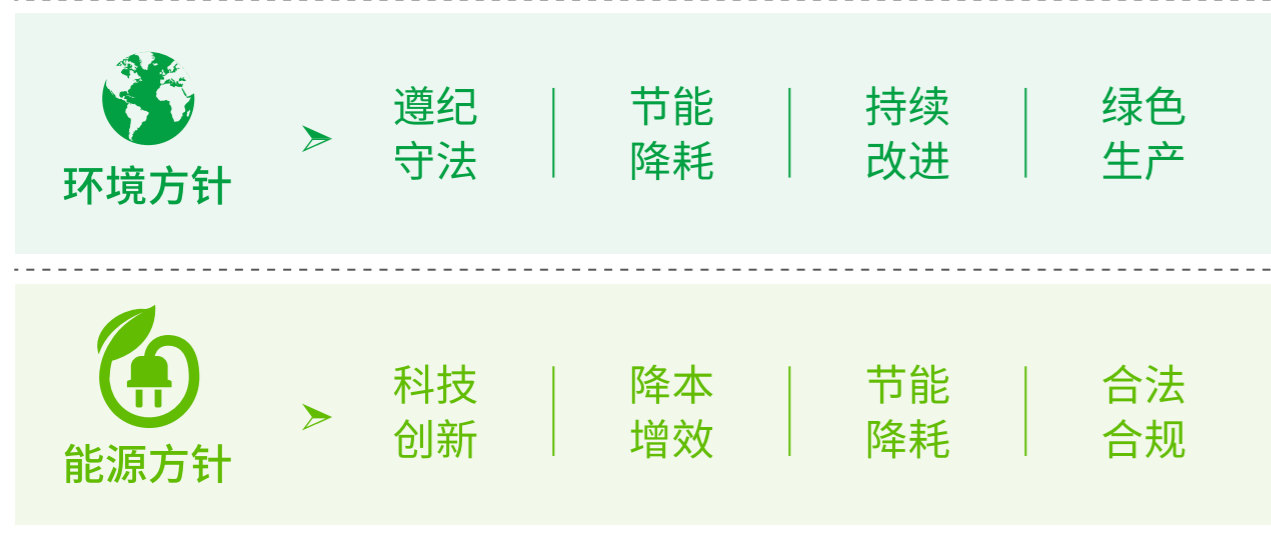 环境方针
遵纪
守法
节能
降耗
持续
改进
绿色
生产
能源方针
科技
创新
降本
增效
节能
降耗
合法
合规